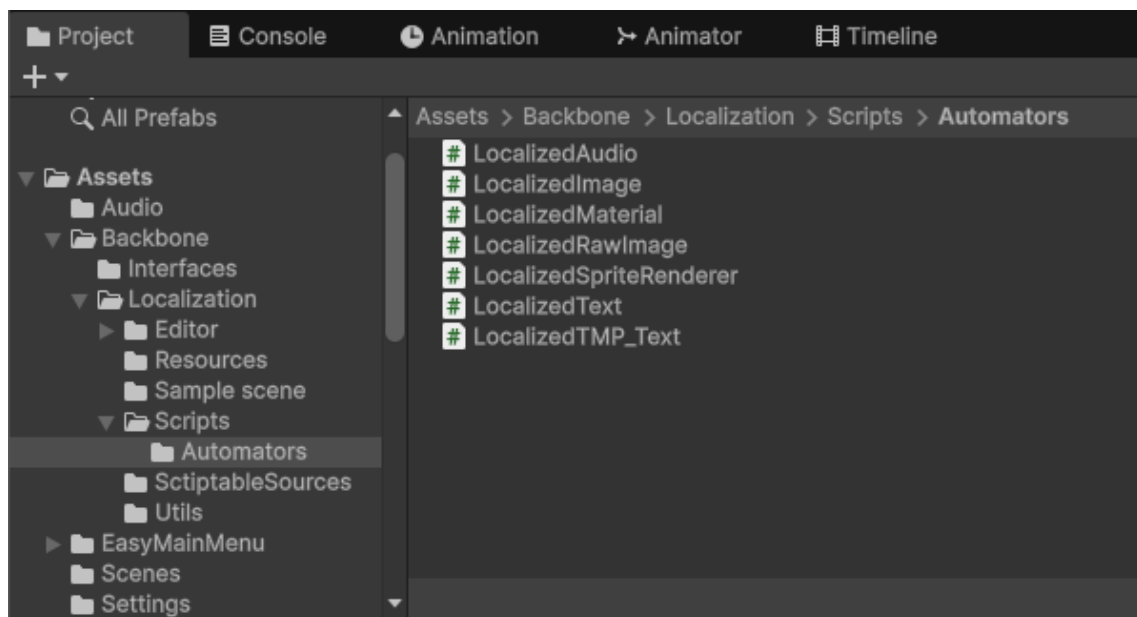 Project Console Animation Animator Timeline
All Prefabs
Assets > Backbone > Localization > Scripts > Automators
Assets
Audio
Backbone
Interfaces
Localization
Editor
Resources
Sample scene
Scripts
Automators
SctiptableSources
Utils
EasyMainMenu
Scenes
Settings
# LocalizedAudio
# LocalizedImage
# LocalizedMaterial
# LocalizedRawImage
# LocalizedSpriteRenderer
# LocalizedText
# LocalizedTMP_Text